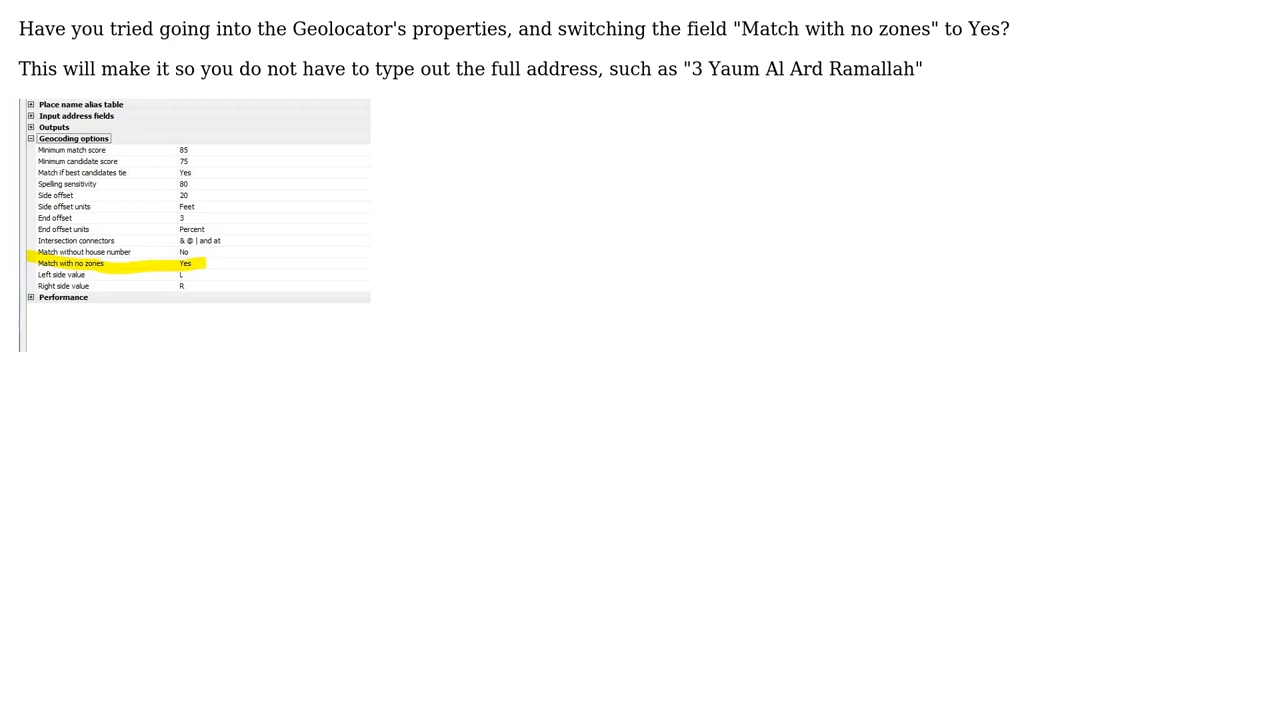 Have you tried going into the Geolocator's properties, and switching the field "Match with no zones" to Yes?
This will make it so you do not have to type out the full address, such as "3 Yaum Al Ard Ramallah"
Place name alias table
Input address fields
Outputs
Geocoding options
Minimum match score 85
Minimum candidate score 75
Match if best candidates tie Yes
Spelling sensitivity 80
Side offset 20
Side offset units Feet
End offset 3
End offset units Percent
Intersection connectors & @ | and at
Match without house number No
Match with no zones Yes
Left side value L
Right side value R
Performance